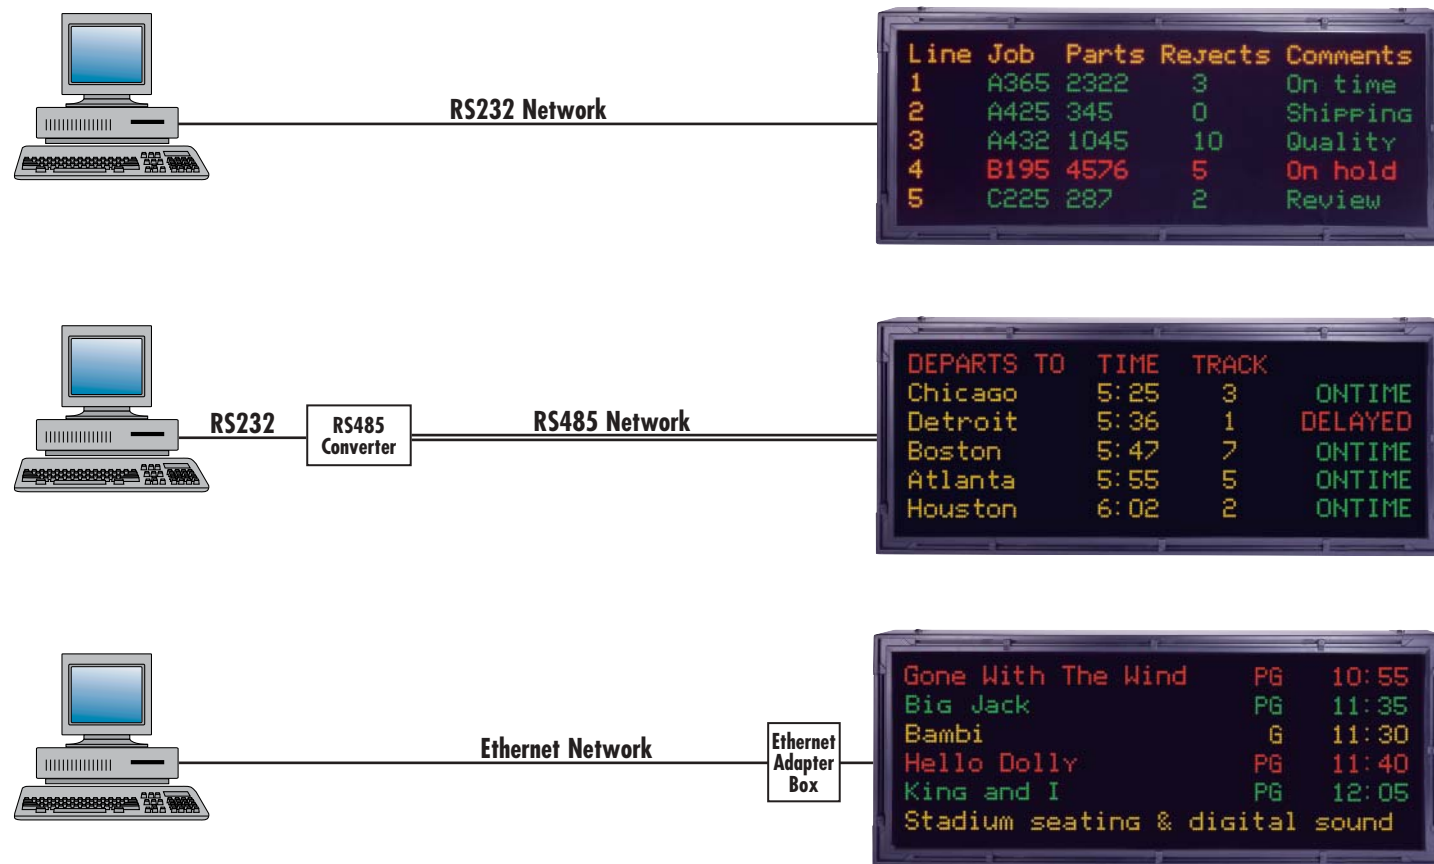 RS232 Network
Line Job Parts Rejects Comments
1 A365 2322 3 On time
2 A425 345 0 Shipping
3 A432 1045 10 Quality
4 B195 4576 5 On hold
5 C225 287 2 Review
RS232
RS485
Converter
RS485 Network
DEPARTS TO TIME TRACK
Chicago 5:25 3 ONTIME
Detroit 5:36 1 DELAYED
Boston 5:47 7 ONTIME
Atlanta 5:55 5 ONTIME
Houston 6:02 2 ONTIME
Ethernet Network
Ethernet
Adapter
Box
Gone With The Wind PG 10:55
Big Jack PG 11:35
Bambi G 11:30
Hello Dolly PG 11:40
King and I PG 12:05
Stadium seating & digital sound